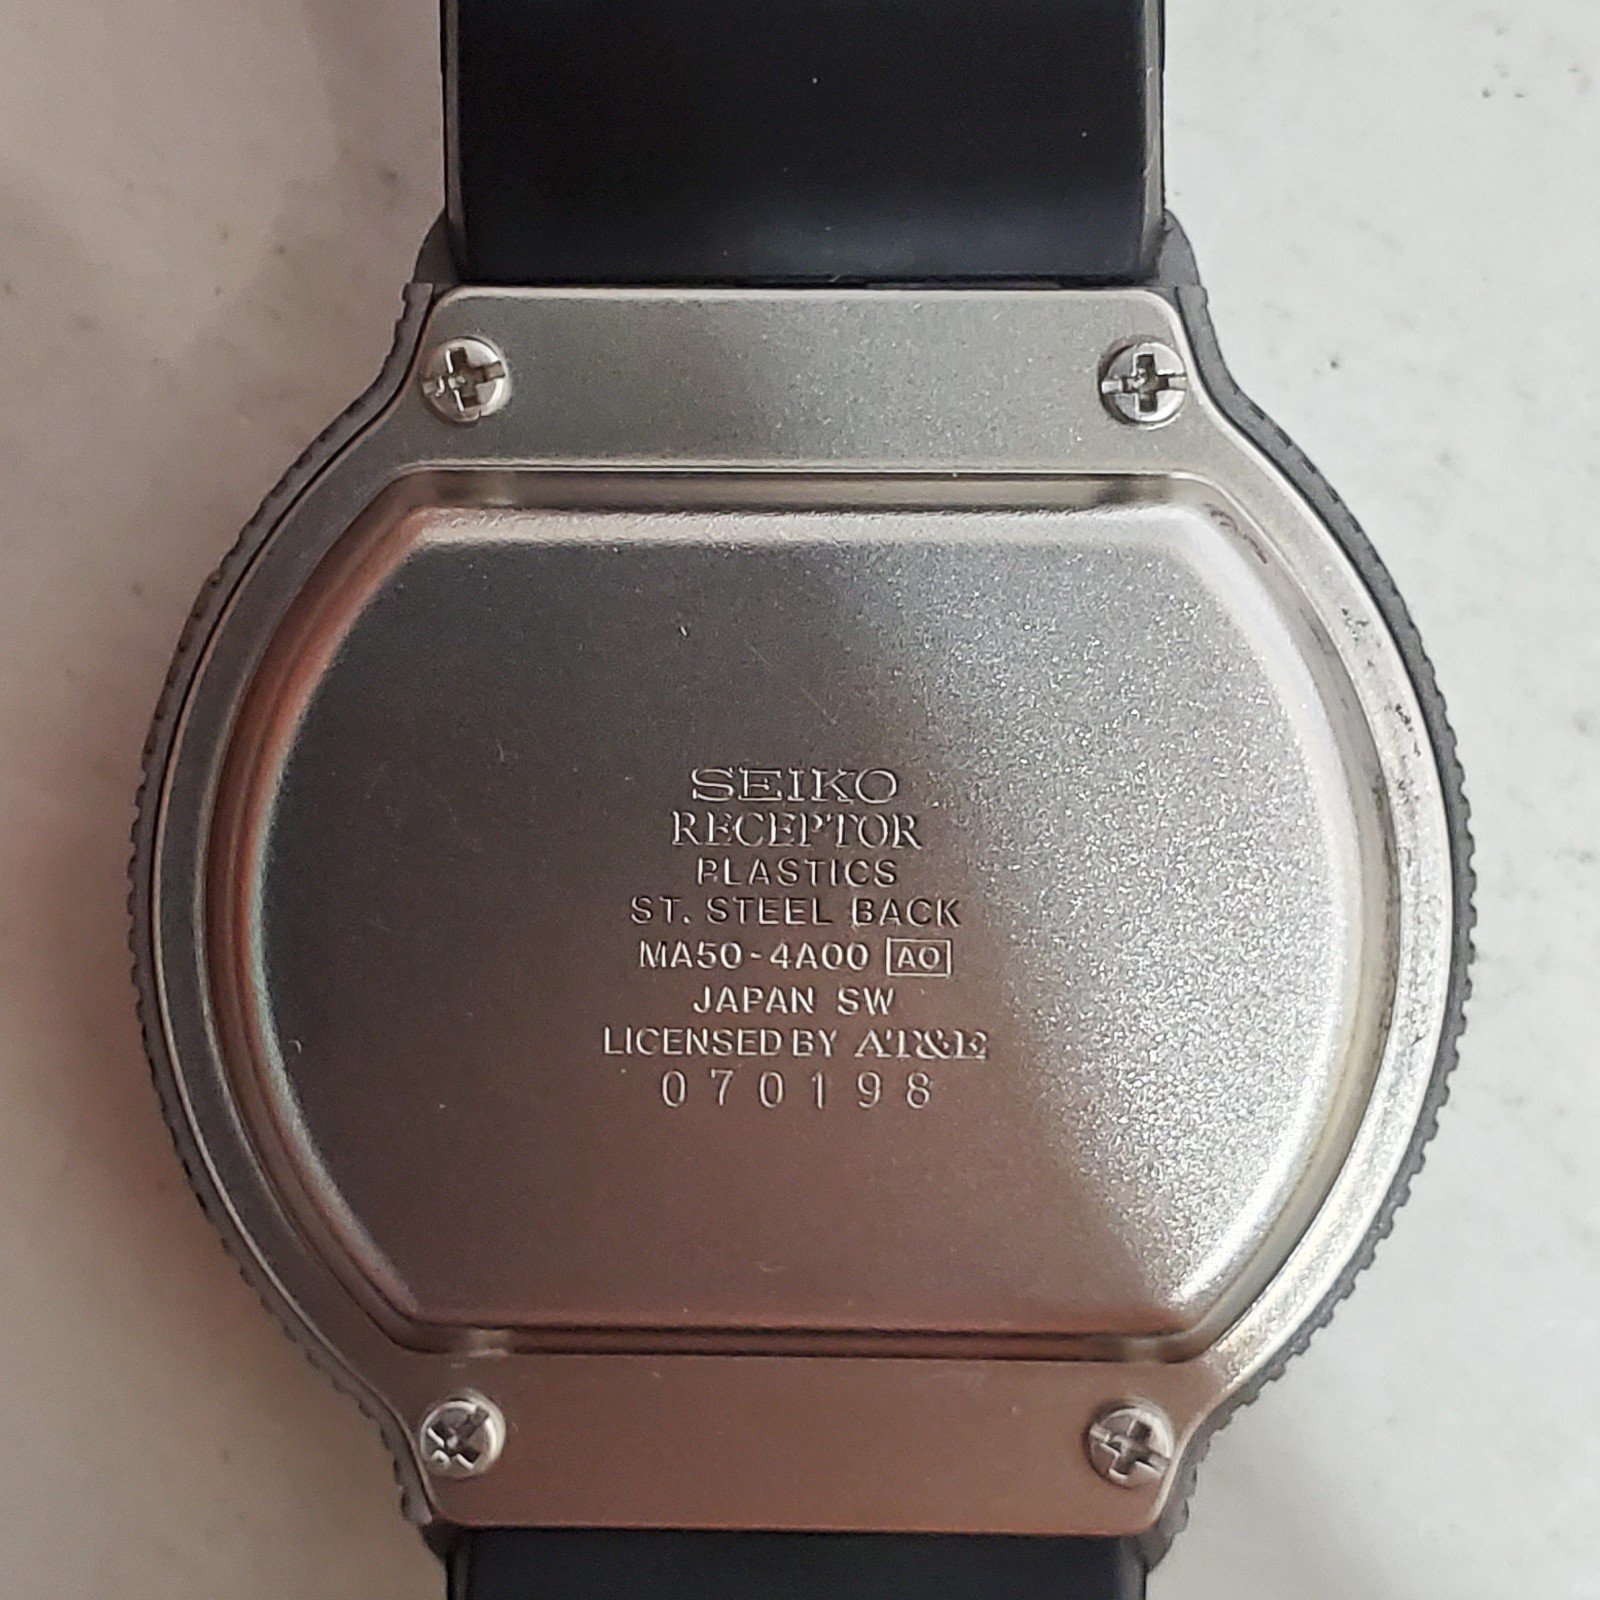 SEIKO
RECEPTOR
PLASTICS
ST. STEEL BACK
MA50-4A00 AO
JAPAN SW
LICENSED BY AT&E
070198